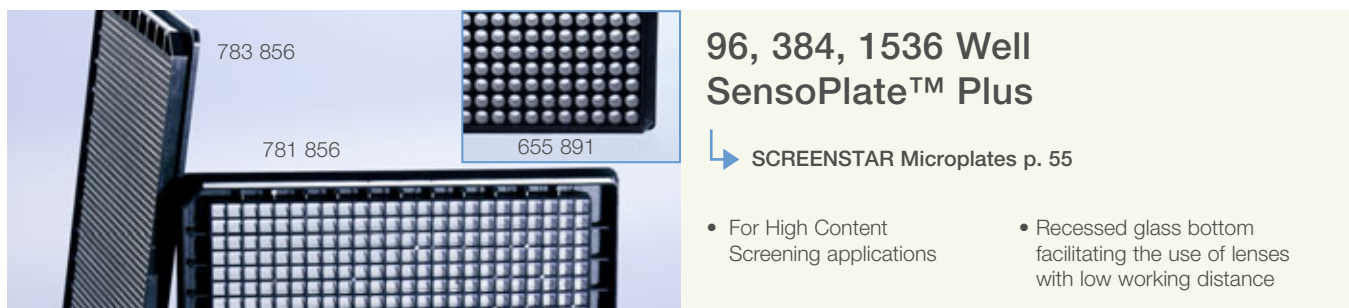 783 856
781 856
655 891
96, 384, 1536 Well
SensoPlate™ Plus
SCREENSTAR Microplates p. 55
• For High Content
Screening applications
• Recessed glass bottom
facilitating the use of lenses
with low working distance